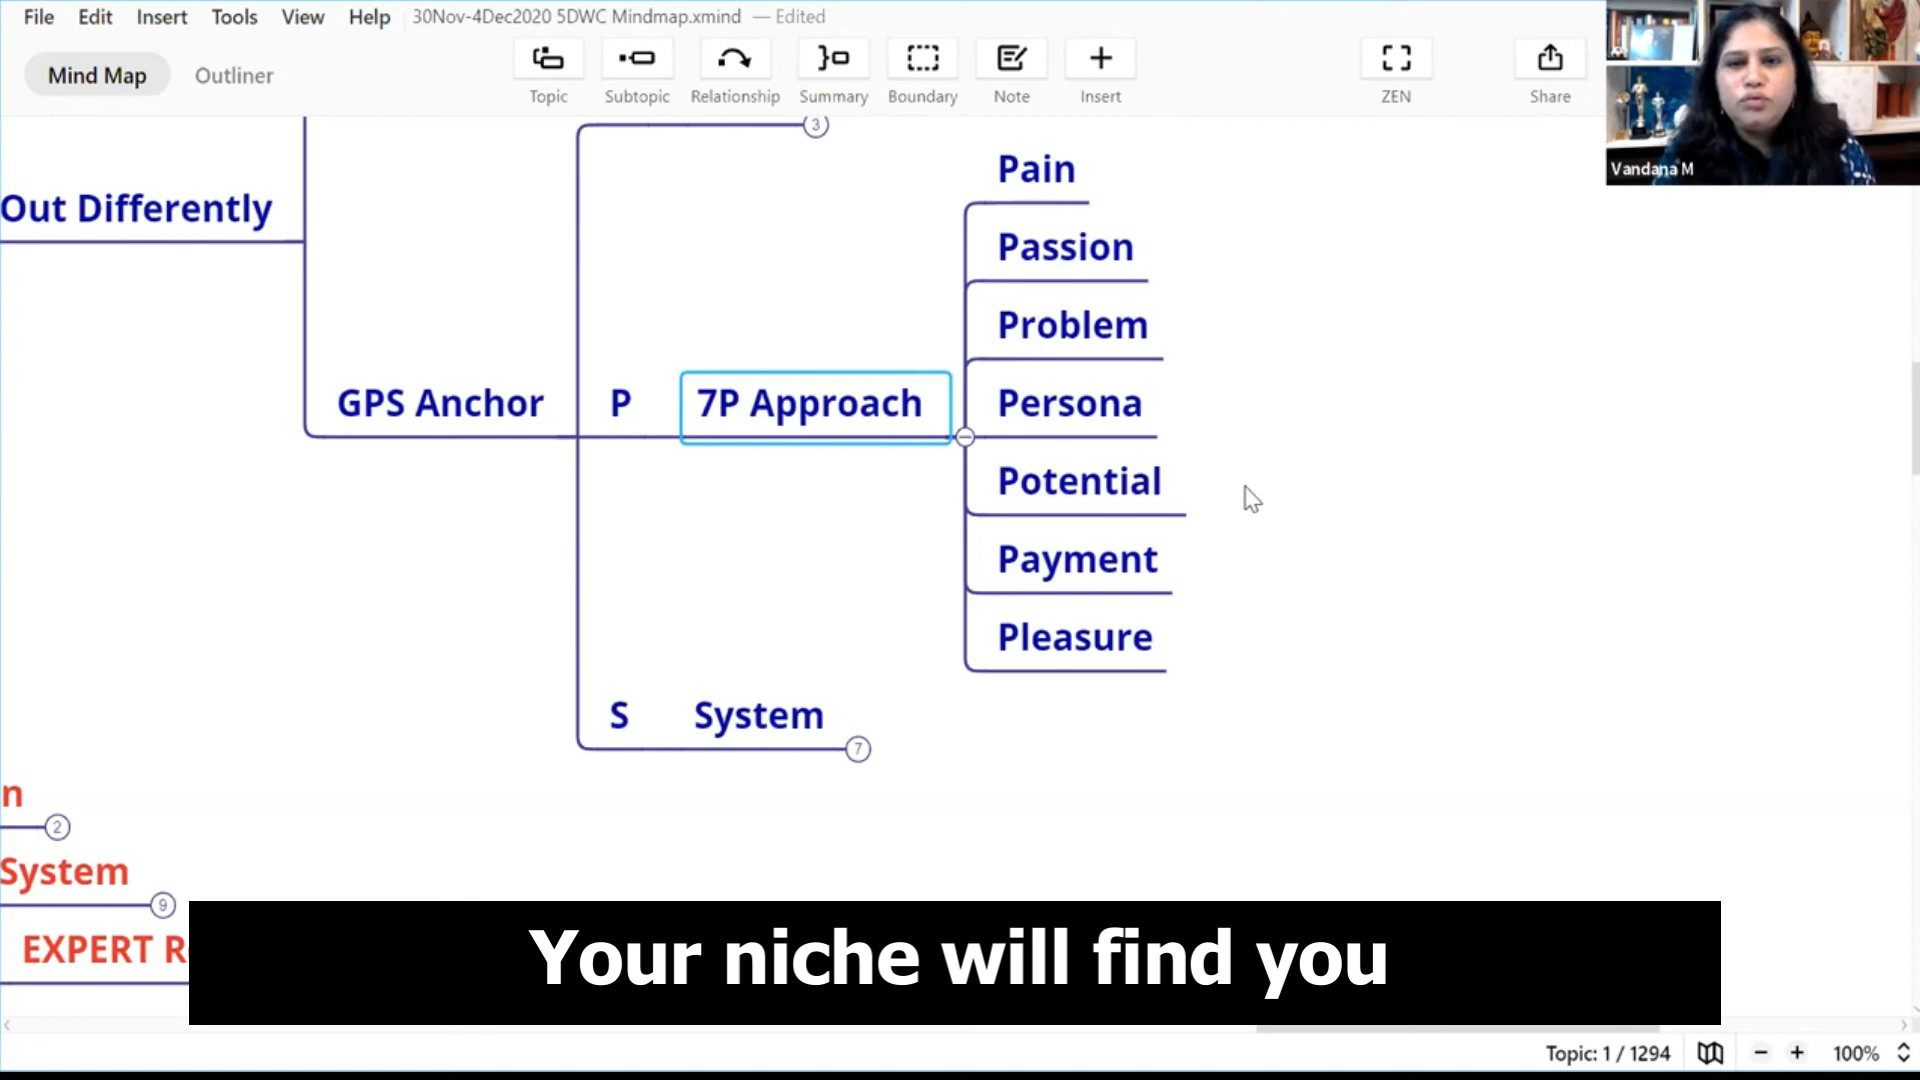 File Edit Insert Tools View Help 30Nov-4Dec2020 5DWC Mindmap.xmind — Edited
Mind Map Outliner
Topic Subtopic Relationship Summary Boundary Note Insert ZEN Share
Vandana M
3
Pain
Out Differently
Passion
Problem
GPS Anchor P 7P Approach Persona
Potential
Payment
Pleasure
S System 7
n
2
System
9
EXPERT R
Your niche will find you
Topic: 1 / 1294 100%